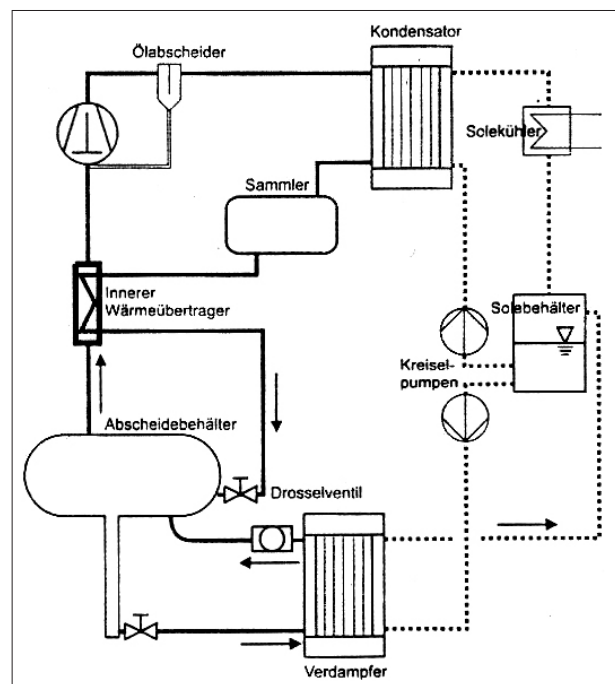 Kondensator
Ölabscheider
Solekühler
Sammler
Innerer
Wärmeübertrager
Solebehälter
Kreisel-
pumpen
Abscheidebehälter
Drosselventil
Verdampfer